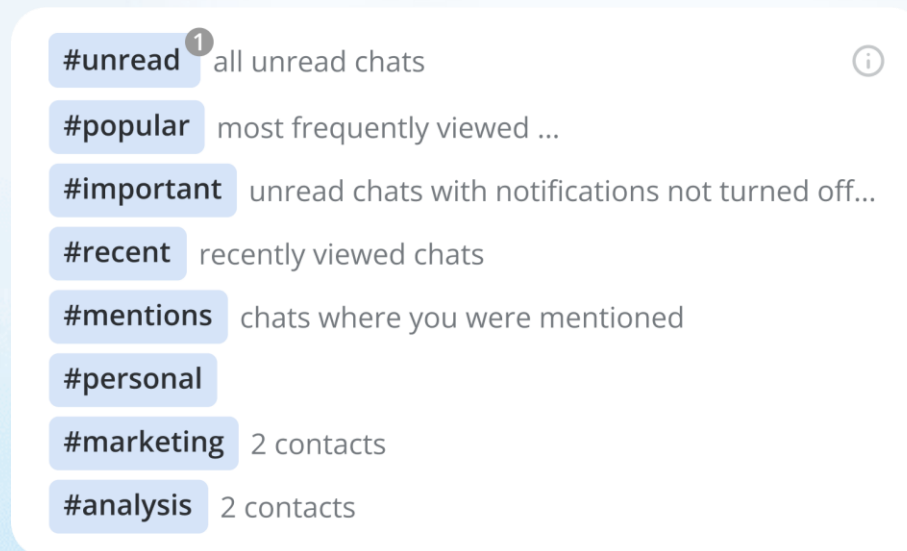 #unread 1 all unread chats
#popular most frequently viewed ...
#important unread chats with notifications not turned off...
#recent recently viewed chats
#mentions chats where you were mentioned
#personal
#marketing 2 contacts
#analysis 2 contacts